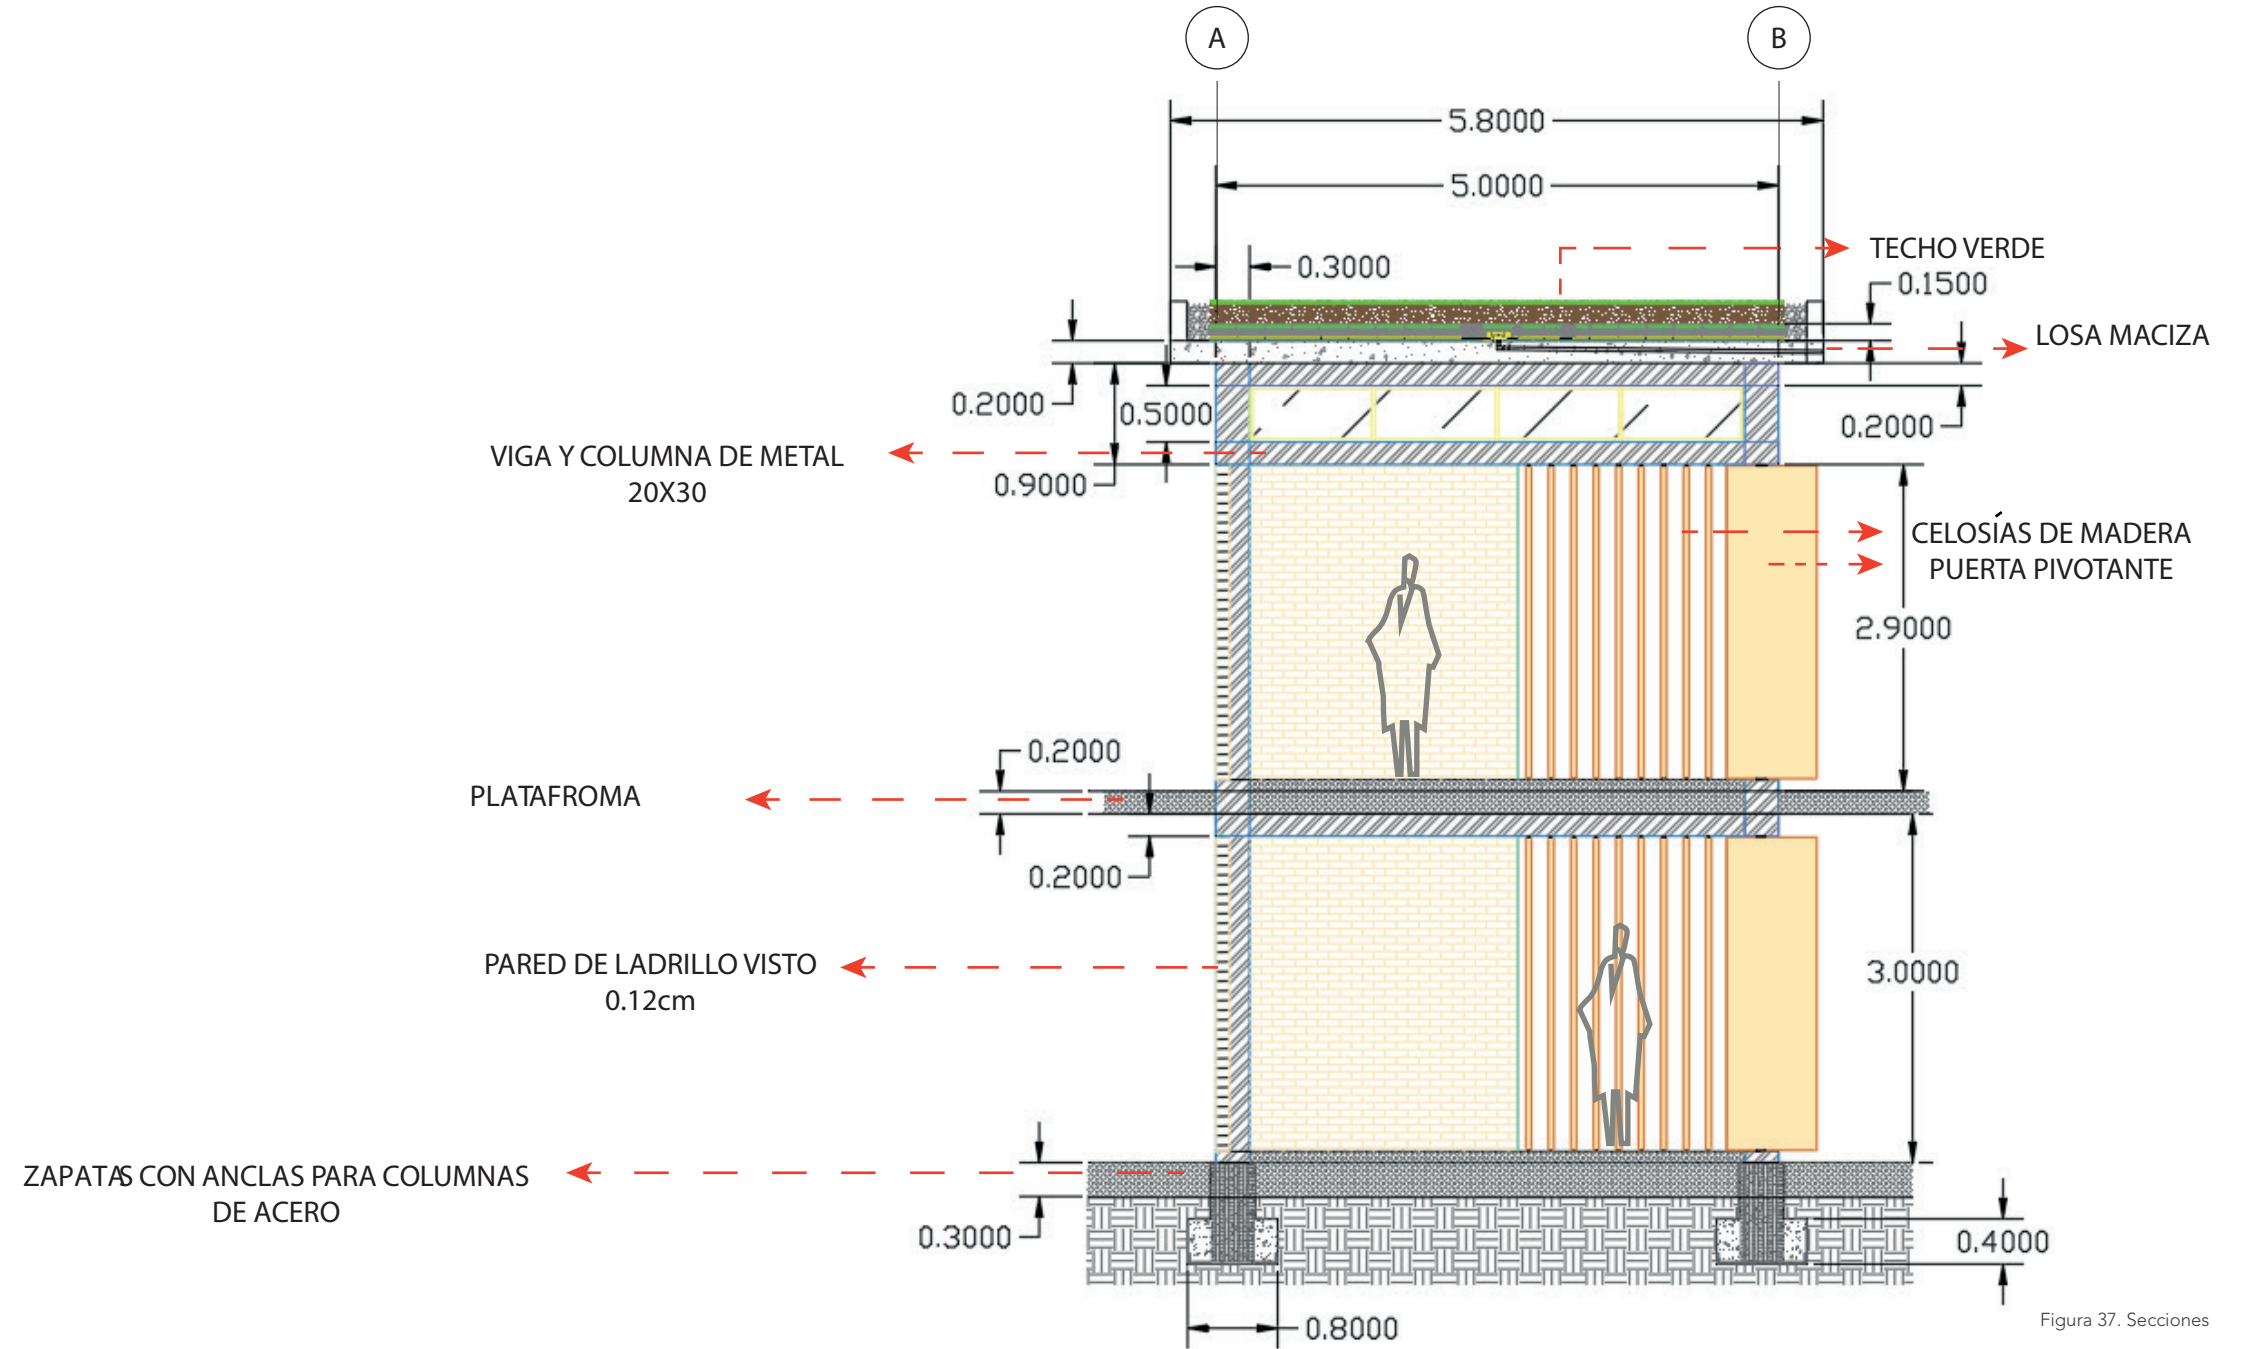 A
B
5.8000
5.0000
0.3000
TECHO VERDE
0.1500
LOSA MACIZA
0.2000
0.5000
0.2000
VIGA Y COLUMNA DE METAL
20X30
0.9000
CELOSÍAS DE MADERA
PUERTA PIVOTANTE
2.9000
0.2000
PLATAFROMA
0.2000
PARED DE LADRILLO VISTO
0.12cm
3.0000
ZAPATAS CON ANCLAS PARA COLUMNAS
DE ACERO
0.3000
0.4000
0.8000
Figura 37. Secciones